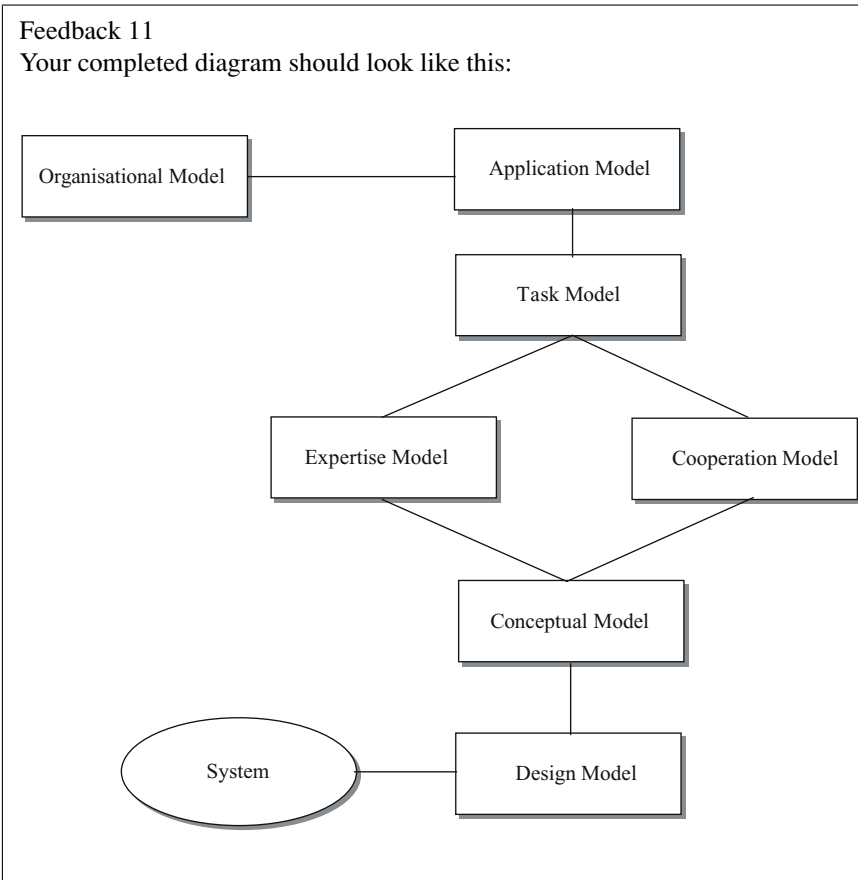 Feedback 11
Your completed diagram should look like this:
Organisational Model
Application Model
Task Model
Expertise Model
Cooperation Model
Conceptual Model
System
Design Model